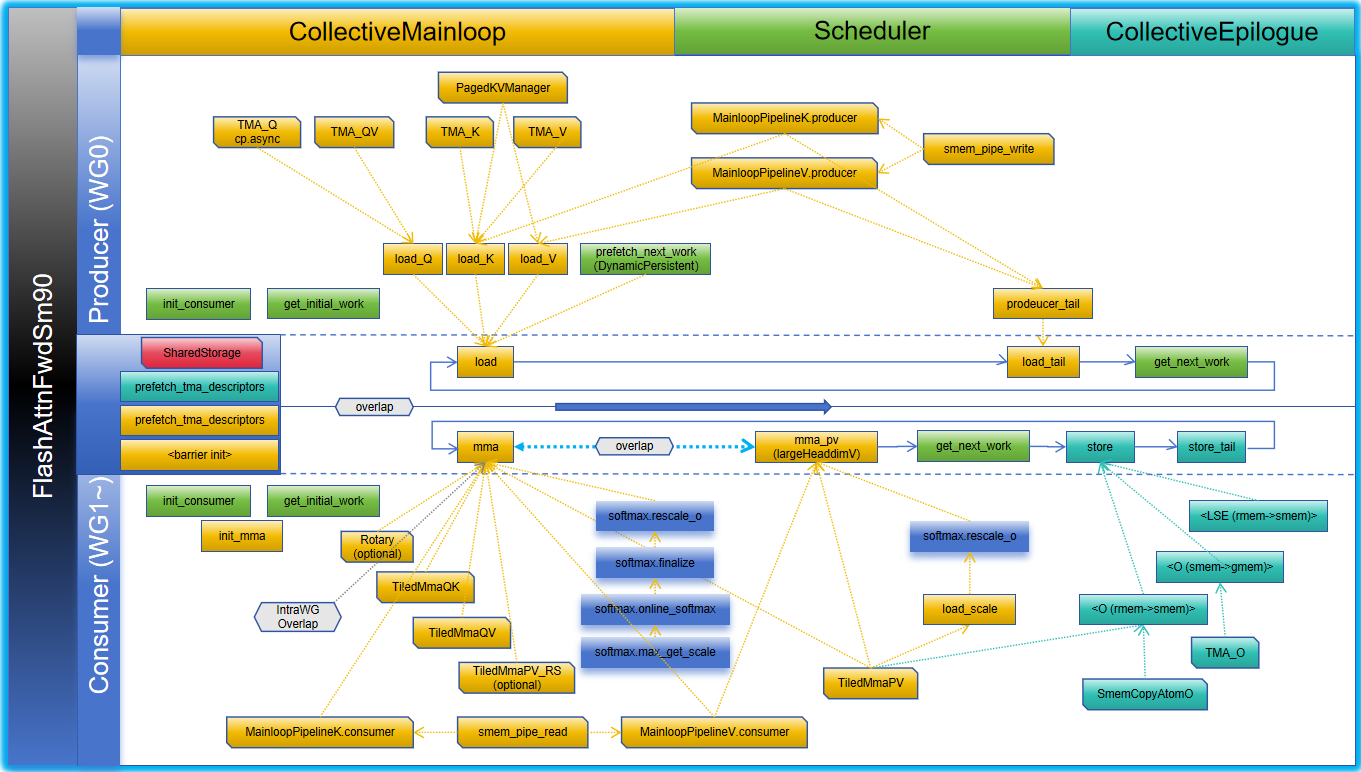 CollectiveMainloop
Scheduler
CollectiveEpilogue
FlashAttnFwdSm90
Producer (WG0)
PagedKVManager
TMA_Q
cp.async
TMA_QV
TMA_K
TMA_V
MainloopPipelineK.producer
smem_pipe_write
MainloopPipelineV.producer
load_Q
load_K
load_V
prefetch_next_work
(DynamicPersistent)
init_consumer
get_initial_work
prodeucer_tail
SharedStorage
prefetch_tma_descriptors
prefetch_tma_descriptors
<barrier init>
load
load_tail
get_next_work
overlap
mma
overlap
mma_pv
(largeHeaddimV)
get_next_work
store
store_tail
Consumer (WG1~)
init_consumer
get_initial_work
init_mma
Rotary
(optional)
TiledMmaQK
IntraWG
Overlap
TiledMmaQV
TiledMmaPV_RS
(optional)
softmax.rescale_o
softmax.finalize
softmax.online_softmax
softmax.max_get_scale
softmax.rescale_o
load_scale
TiledMmaPV
<LSE (rmem->smem)>
<O (smem->gmem)>
<O (rmem->smem)>
TMA_O
SmemCopyAtomO
MainloopPipelineK.consumer
smem_pipe_read
MainloopPipelineV.consumer